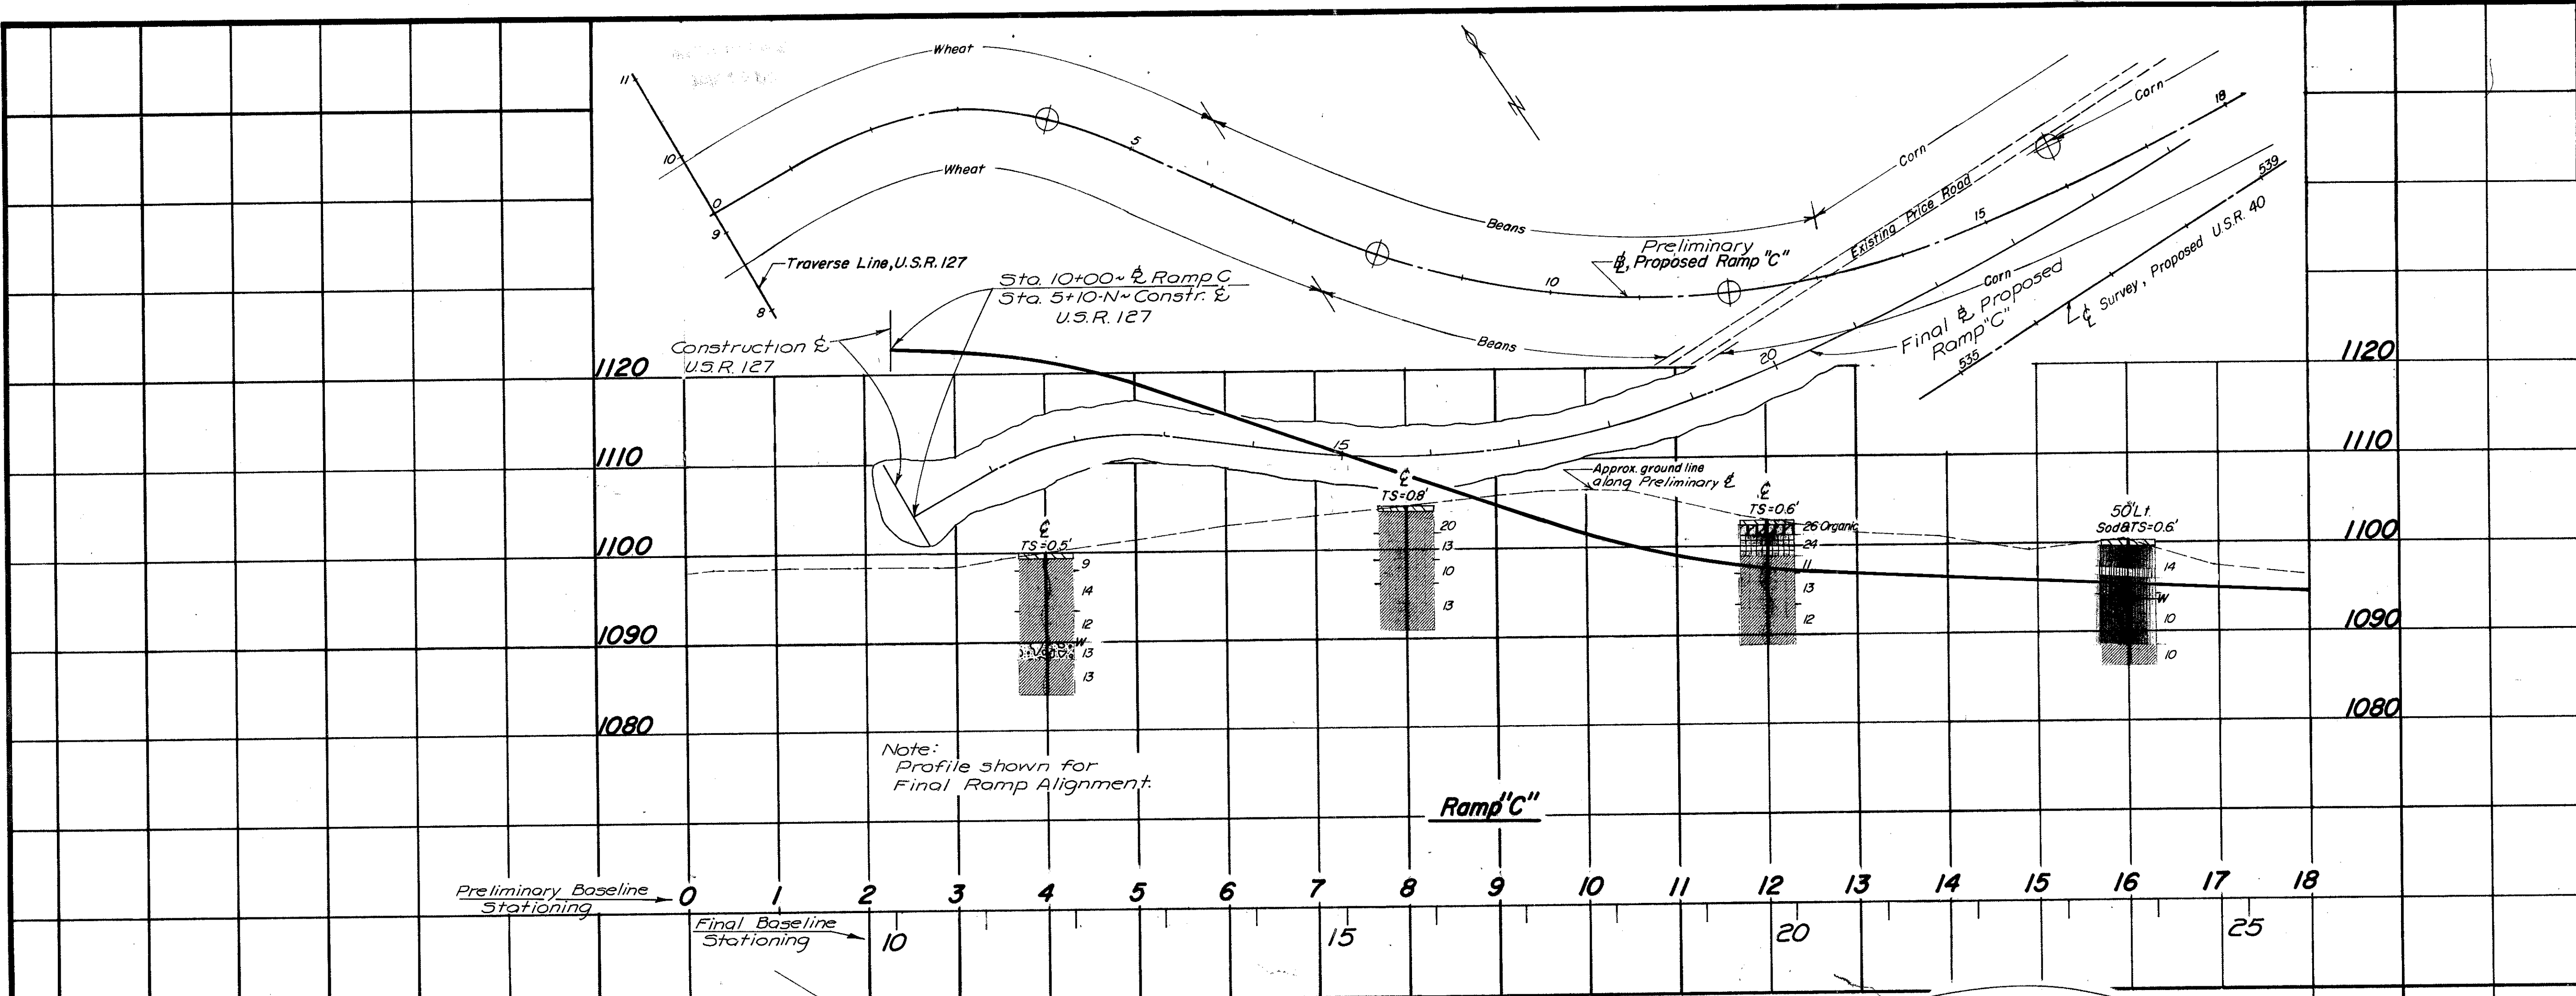 Wheat
11
10
0
9
8
Wheat
5
Traverse Line, U.S.R. 127
Sta. 10+00~ ℄ Ramp C
Sta. 5+10-N~Constr. ℄
U.S.R. 127
Construction ℄
U.S.R. 127
N
Beans
Beans
10
Preliminary
℄, Proposed Ramp "C"
Corn
Corn
Existing Price Road
15
18
Corn
Final ℄ Proposed
Ramp "C"
20
535
539
℄ Survey, Proposed U.S.R. 40
1120
1120
1110
1110
1100
1100
1090
1090
1080
1080
15
Approx. ground line
along Preliminary ℄
℄
TS=0.5'
9
14
12
W
13
13
℄
TS=0.8'
20
13
10
13
℄
TS=0.6'
26 Organic
24
11
13
12
50' Lt.
Sod&TS=0.6'
14
W
10
10
Note:
Profile shown for
Final Ramp Alignment.
Ramp "C"
Preliminary Baseline
Stationing
0 1 2 3 4 5 6 7 8 9 10 11 12 13 14 15 16 17 18
Final Baseline
Stationing
10 15 20 25